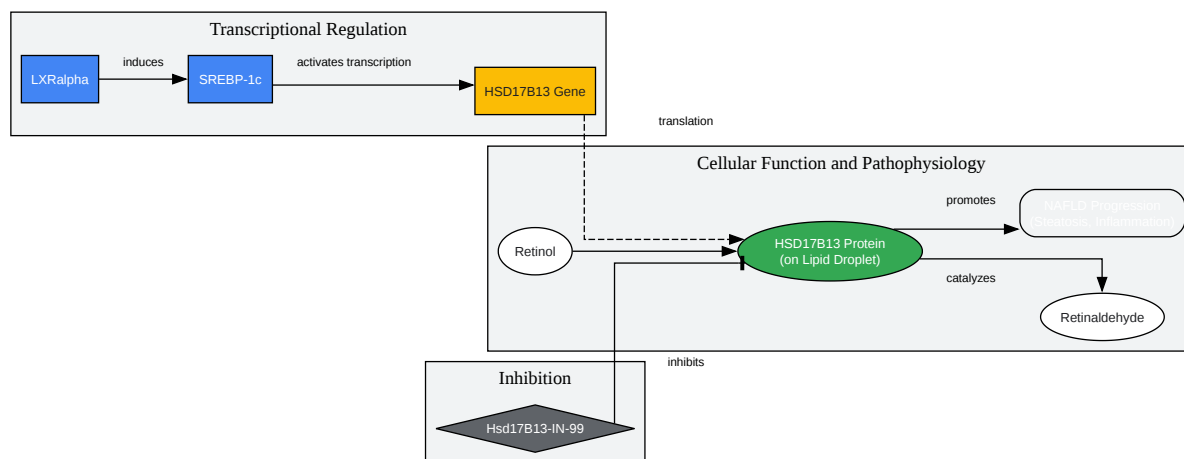 Transcriptional Regulation
LXRalpha
induces
SREBP-1c
activates transcription
HSD17B13 Gene
translation
Cellular Function and Pathophysiology
Retinol
HSD17B13 Protein
(on Lipid Droplet)
promotes
NAFLD Progression
(Steatosis, Inflammation)
catalyzes
Retinaldehyde
inhibits
Inhibition
Hsd17B13-IN-99